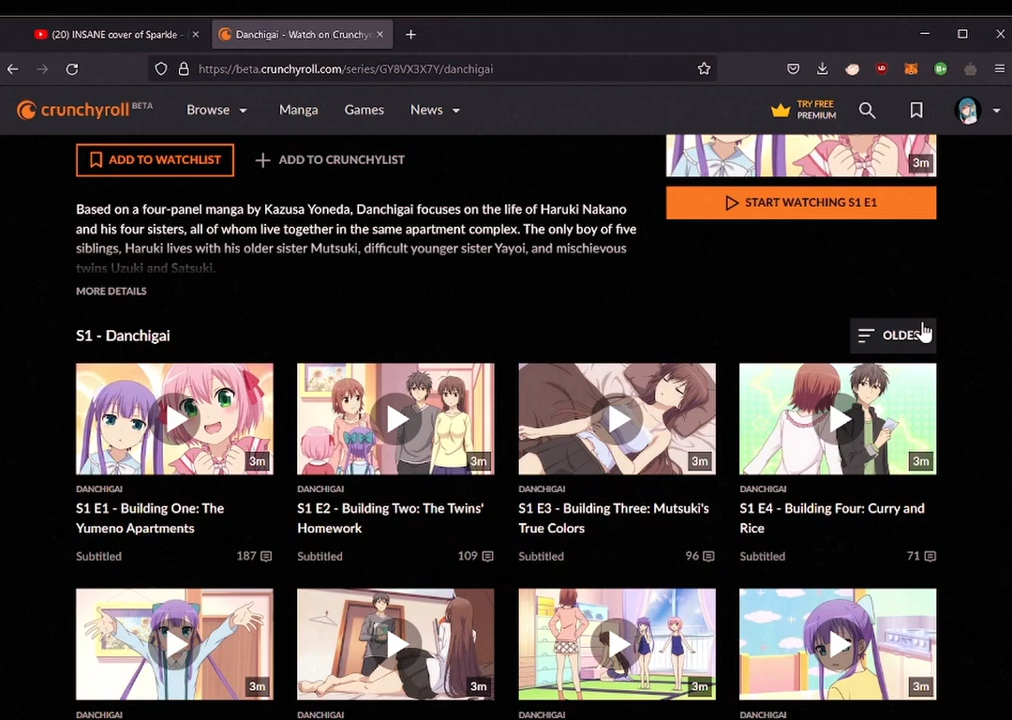 (20) INSANE cover of Sparkle -
Danchigai - Watch on Crunchy
https://beta.crunchyroll.com/series/GY8VX3X7Y/danchigai
crunchyroll BETA
Browse
Manga
Games
News
TRY FREE
PREMIUM
ADD TO WATCHLIST
ADD TO CRUNCHYLIST
3m
START WATCHING S1 E1
Based on a four-panel manga by Kazusa Yoneda, Danchigai focuses on the life of Haruki Nakano
and his four sisters, all of whom live together in the same apartment complex. The only boy of five
siblings, Haruki lives with his older sister Mutsuki, difficult younger sister Yayoi, and mischievous
twins Uzuki and Satsuki.
MORE DETAILS
S1 - Danchigai
OLDES
3m
3m
3m
3m
DANCHIGAI
S1 E1 - Building One: The
Yumeno Apartments
Subtitled
187
DANCHIGAI
S1 E2 - Building Two: The Twins'
Homework
Subtitled
109
DANCHIGAI
S1 E3 - Building Three: Mutsuki's
True Colors
Subtitled
96
DANCHIGAI
S1 E4 - Building Four: Curry and
Rice
Subtitled
71
3m
3m
3m
3m
DANCHIGAI
DANCHIGAI
DANCHIGAI
DANCHIGAI